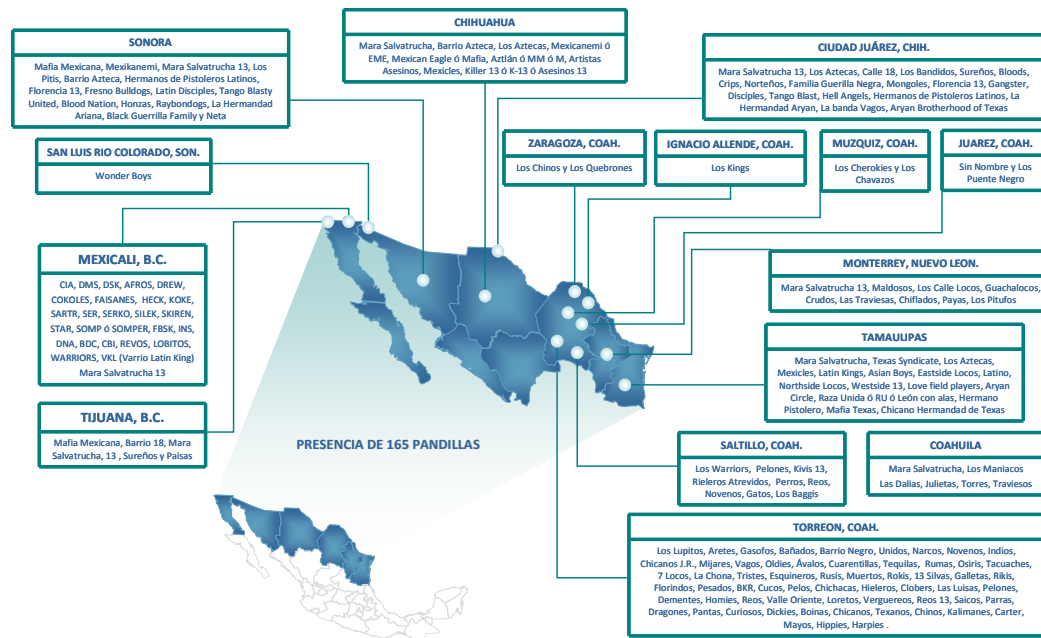 CHIHUAHUA
Mara Salvatrucha, Barrio Azteca, Los Aztecas, Mexicanemi ó
EME, Mexican Eagle ó Mafia, Aztlán ó MM ó M, Artistas
Asesinos, Mexicles, Killer 13 ó K-13 ó Asesinos 13
SONORA
Mafia Mexicana, Mexikanemi, Mara Salvatrucha 13, Los
Pitis, Barrio Azteca, Hermanos de Pistoleros Latinos,
Florencia 13, Fresno Bulldogs, Latin Disciples, Tango Blasty
United, Blood Nation, Honzas, Raybondogs, La Hermandad
Ariana, Black Guerrilla Family y Neta
CIUDAD JUÁREZ, CHIH.
Mara Salvatrucha 13, Los Aztecas, Calle 18, Los Bandidos, Sureños, Bloods,
Crips, Norteños, Familia Guerilla Negra, Mongoles, Florencia 13, Gangster,
Disciples, Tango Blast, Hell Angels, Hermanos de Pistoleros Latinos, La
Hermandad Aryan, La banda Vagos, Aryan Brotherhood of Texas
SAN LUIS RIO COLORADO, SON.
Wonder Boys
ZARAGOZA, COAH.
Los Chinos y Los Quebrones
IGNACIO ALLENDE, COAH.
Los Kings
MUZQUIZ, COAH.
Los Cherokies y Los
Chavazos
JUAREZ, COAH.
Sin Nombre y Los
Puente Negro
MEXICALI, B.C.
CIA, DMS, DSK, AFROS, DREW,
COKOLES, FAISANES, HECK, KOKE,
SARTR, SER, SERKO, SILEK, SKIREN,
STAR, SOMP ó SOMPER, FBSK, INS,
DNA, BDC, CBI, REVOS, LOBITOS,
WARRIORS, VKL (Varrio Latin King)
Mara Salvatrucha 13
MONTERREY, NUEVO LEON.
Mara Salvatrucha 13, Maldosos, Los Calle Locos, Guachalocos,
Crudos, Las Traviesas, Chiflados, Payas, Los Pitufos
TAMAULIPAS
Mara Salvatrucha, Texas Syndicate, Los Aztecas,
Mexicles, Latin Kings, Asian Boys, Eastside Locos, Latino,
Northside Locos, Westside 13, Love field players, Aryan
Circle, Raza Unida ó RU ó León con alas, Hermano
Pistolero, Mafia Texas, Chicano Hermandad de Texas
TIJUANA, B.C.
Mafia Mexicana, Barrio 18, Mara
Salvatrucha, 13 , Sureños y Paisas
PRESENCIA DE 165 PANDILLAS
SALTILLO, COAH.
Los Warriors, Pelones, Kivis 13,
Rieleros Atrevidos, Perros, Reos,
Novenos, Gatos, Los Baggis
COAHUILA
Mara Salvatrucha, Los Maniacos
Las Dalias, Julietas, Torres, Traviesos
TORREON, COAH.
Los Lupitos, Aretes, Gasofos, Bañados, Barrio Negro, Unidos, Narcos, Novenos, Indios,
Chicanos J.R., Mijares, Vagos, Oldies, Ávalos, Cuarentillas, Tequilas, Rumas, Osiris, Tacuaches,
7 Locos, La Chona, Tristes, Esquineros, Rusis, Muertos, Rokis, 13 Silvas, Galletas, Rikis,
Florindos, Pesados, BKR, Cucos, Pelos, Chichacas, Hieleros, Clobers, Las Luisas, Pelones,
Dementes, Homies, Reos, Valle Oriente, Loretos, Verguereos, Reos 13, Saicos, Parras,
Dragones, Pantas, Curiosos, Dickies, Boinas, Chicanos, Texanos, Chinos, Kalimanes, Carter,
Mayos, Hippies, Harpies .